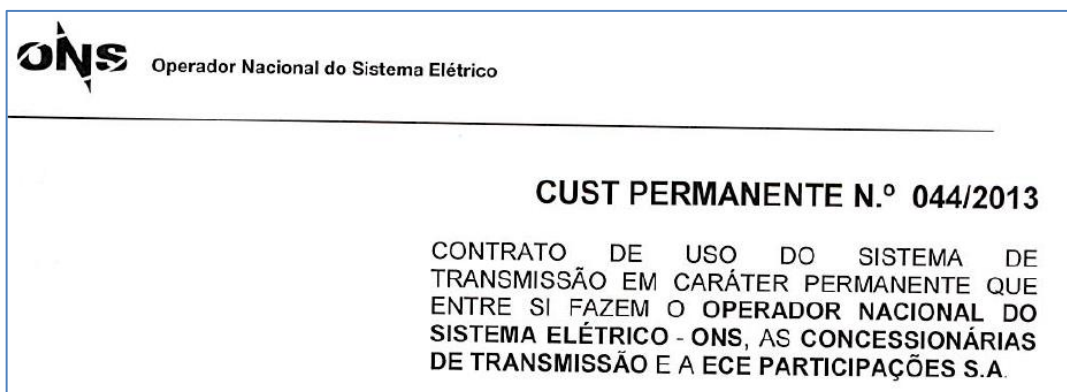 ONS Operador Nacional do Sistema Elétrico
CUST PERMANENTE N.º 044/2013
CONTRATO DE USO DO SISTEMA DE
TRANSMISSÃO EM CARÁTER PERMANENTE QUE
ENTRE SI FAZEM O OPERADOR NACIONAL DO
SISTEMA ELÉTRICO - ONS, AS CONCESSIONÁRIAS
DE TRANSMISSÃO E A ECE PARTICIPAÇÕES S.A.